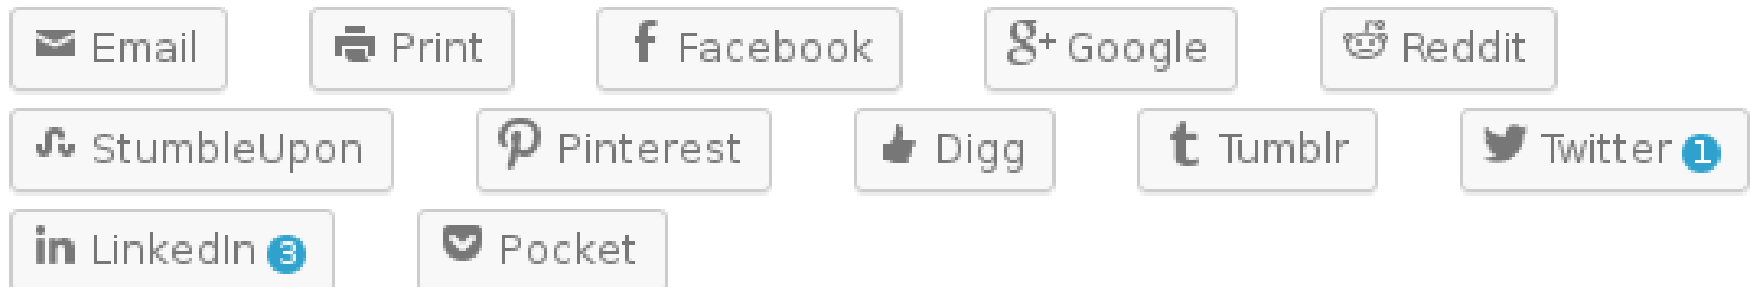 Email Print Facebook Google Reddit
StumbleUpon Pinterest Digg Tumblr Twitter 1
LinkedIn 3 Pocket